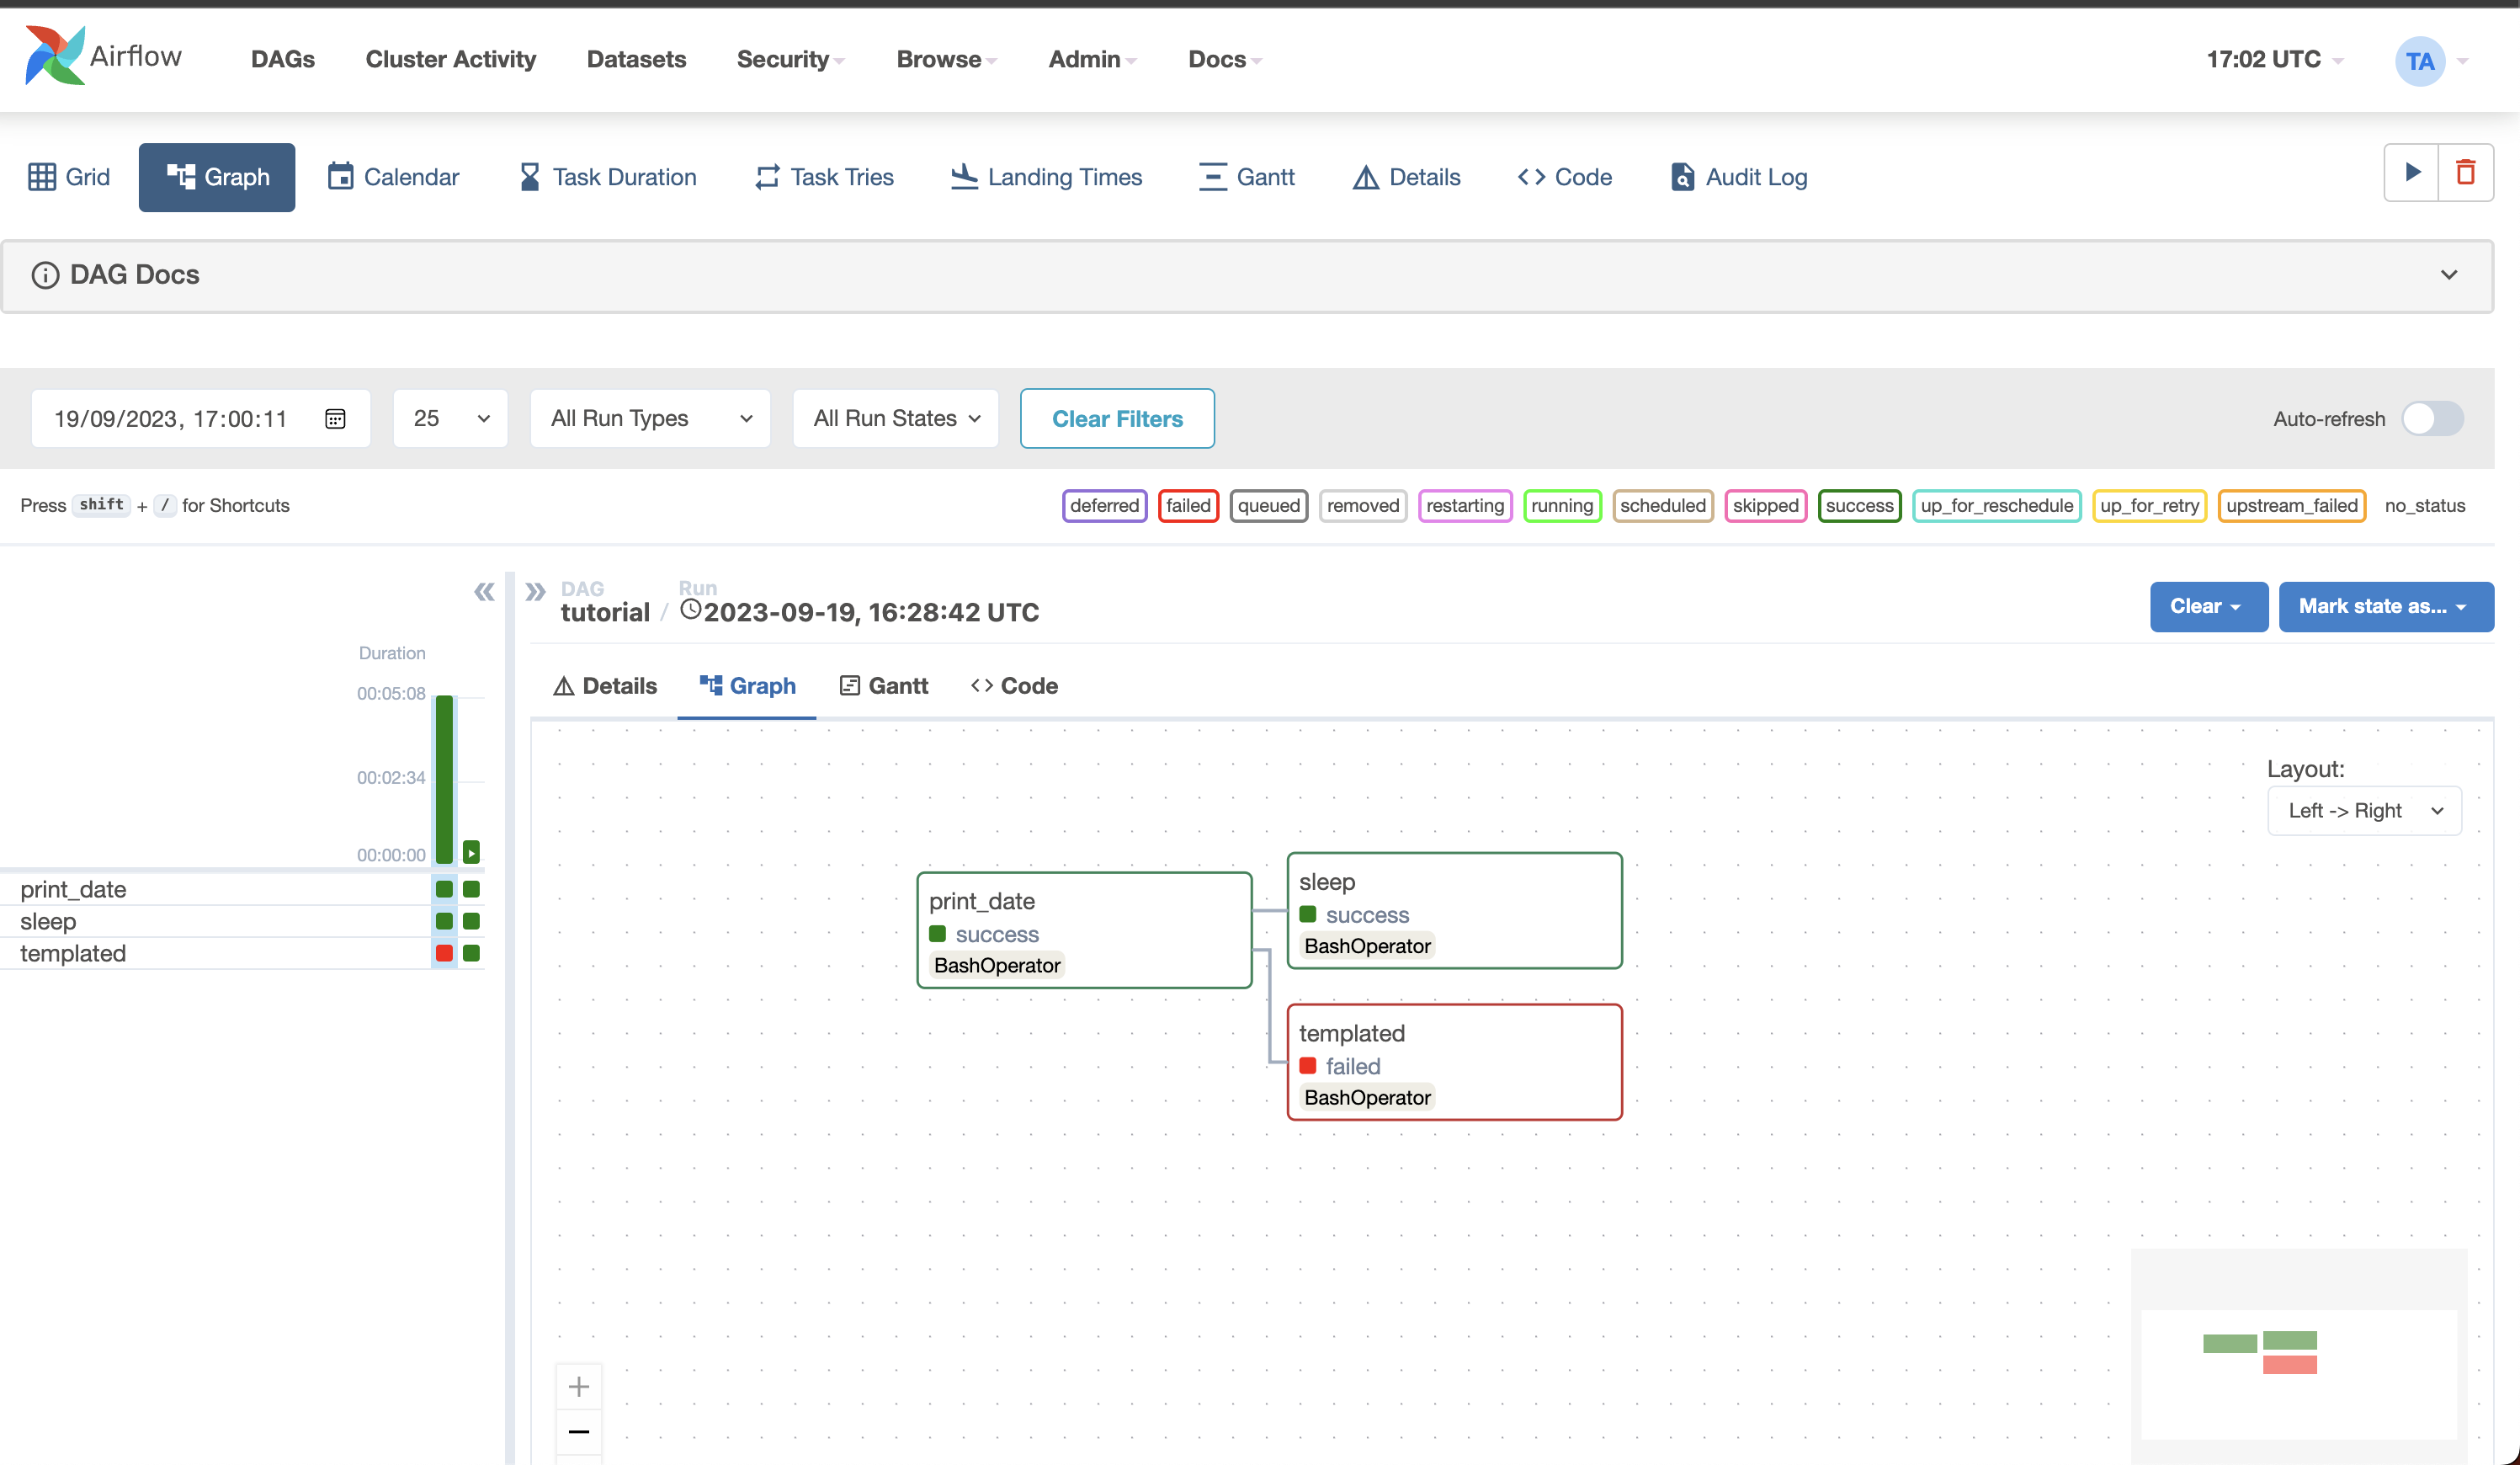 Airflow DAGs Cluster Activity Datasets Security Browse Admin Docs 17:02 UTC TA
Grid Graph Calendar Task Duration Task Tries Landing Times Gantt Details Code Audit Log
DAG Docs
19/09/2023, 17:00:11 25 All Run Types All Run States Clear Filters Auto-refresh
Press shift + / for Shortcuts deferred failed queued removed restarting running scheduled skipped success up_for_reschedule up_for_retry upstream_failed no_status
DAG Run
tutorial / 2023-09-19, 16:28:42 UTC Clear Mark state as...
Duration
00:05:08
00:02:34
00:00:00
print_date
sleep
templated
Details Graph Gantt Code
Layout:
Left -> Right
print_date
success
BashOperator
sleep
success
BashOperator
templated
failed
BashOperator